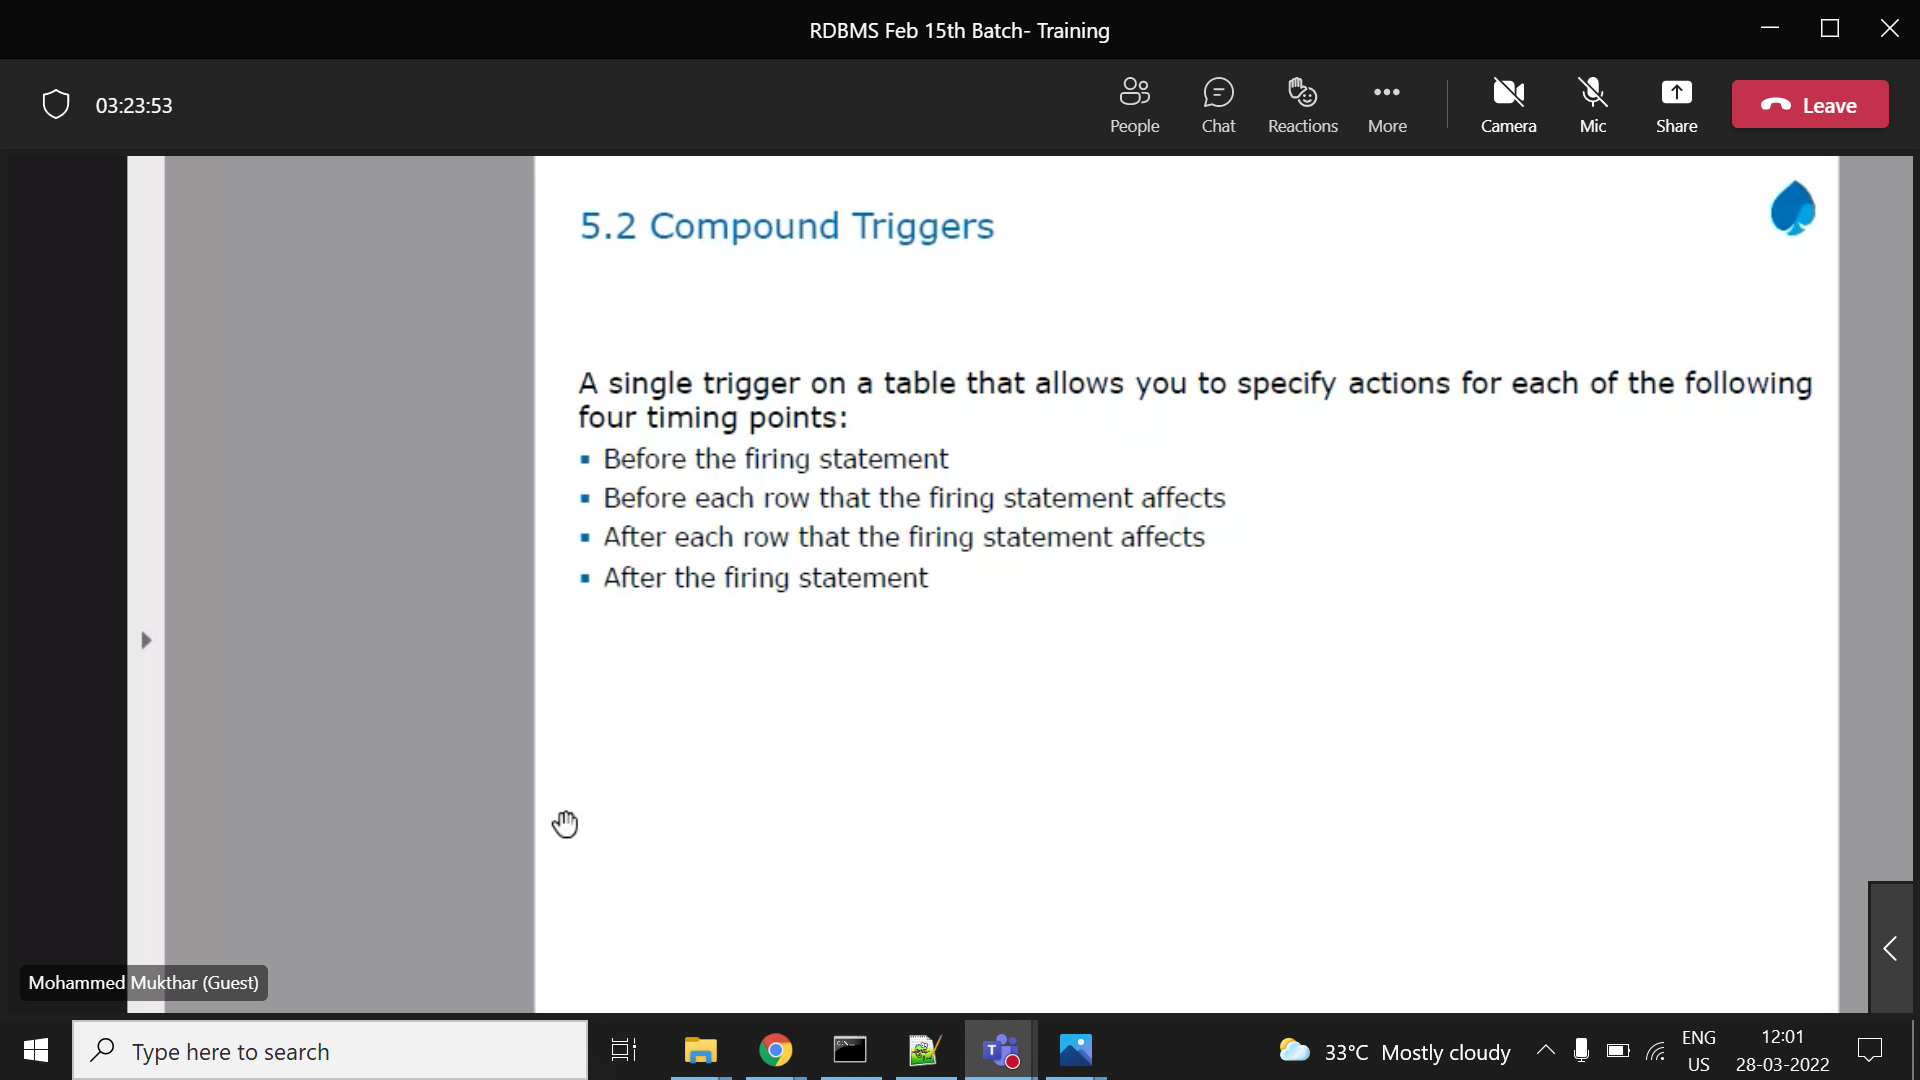 RDBMS Feb 15th Batch- Training
03:23:53
People
Chat
Reactions
More
Camera
Mic
Share
Leave
5.2 Compound Triggers
A single trigger on a table that allows you to specify actions for each of the following
four timing points:
Before the firing statement
Before each row that the firing statement affects
After each row that the firing statement affects
After the firing statement
Mohammed Mukthar (Guest)
Type here to search
33°C Mostly cloudy
ENG
US
12:01
28-03-2022